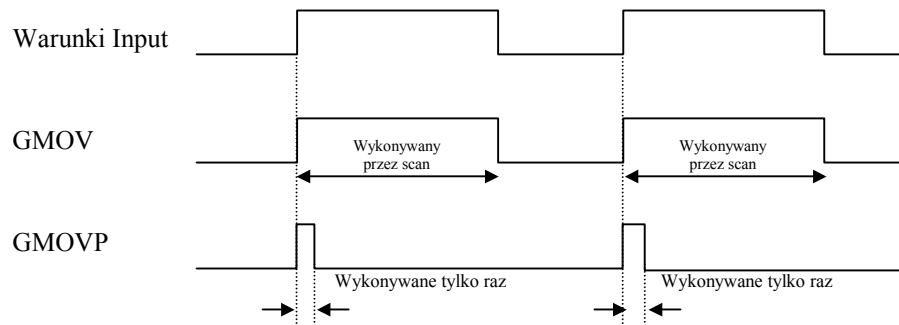 Warunki Input
GMOV
Wykonywany
przez scan
Wykonywany
przez scan
GMOVP
Wykonywane tylko raz
Wykonywane tylko raz